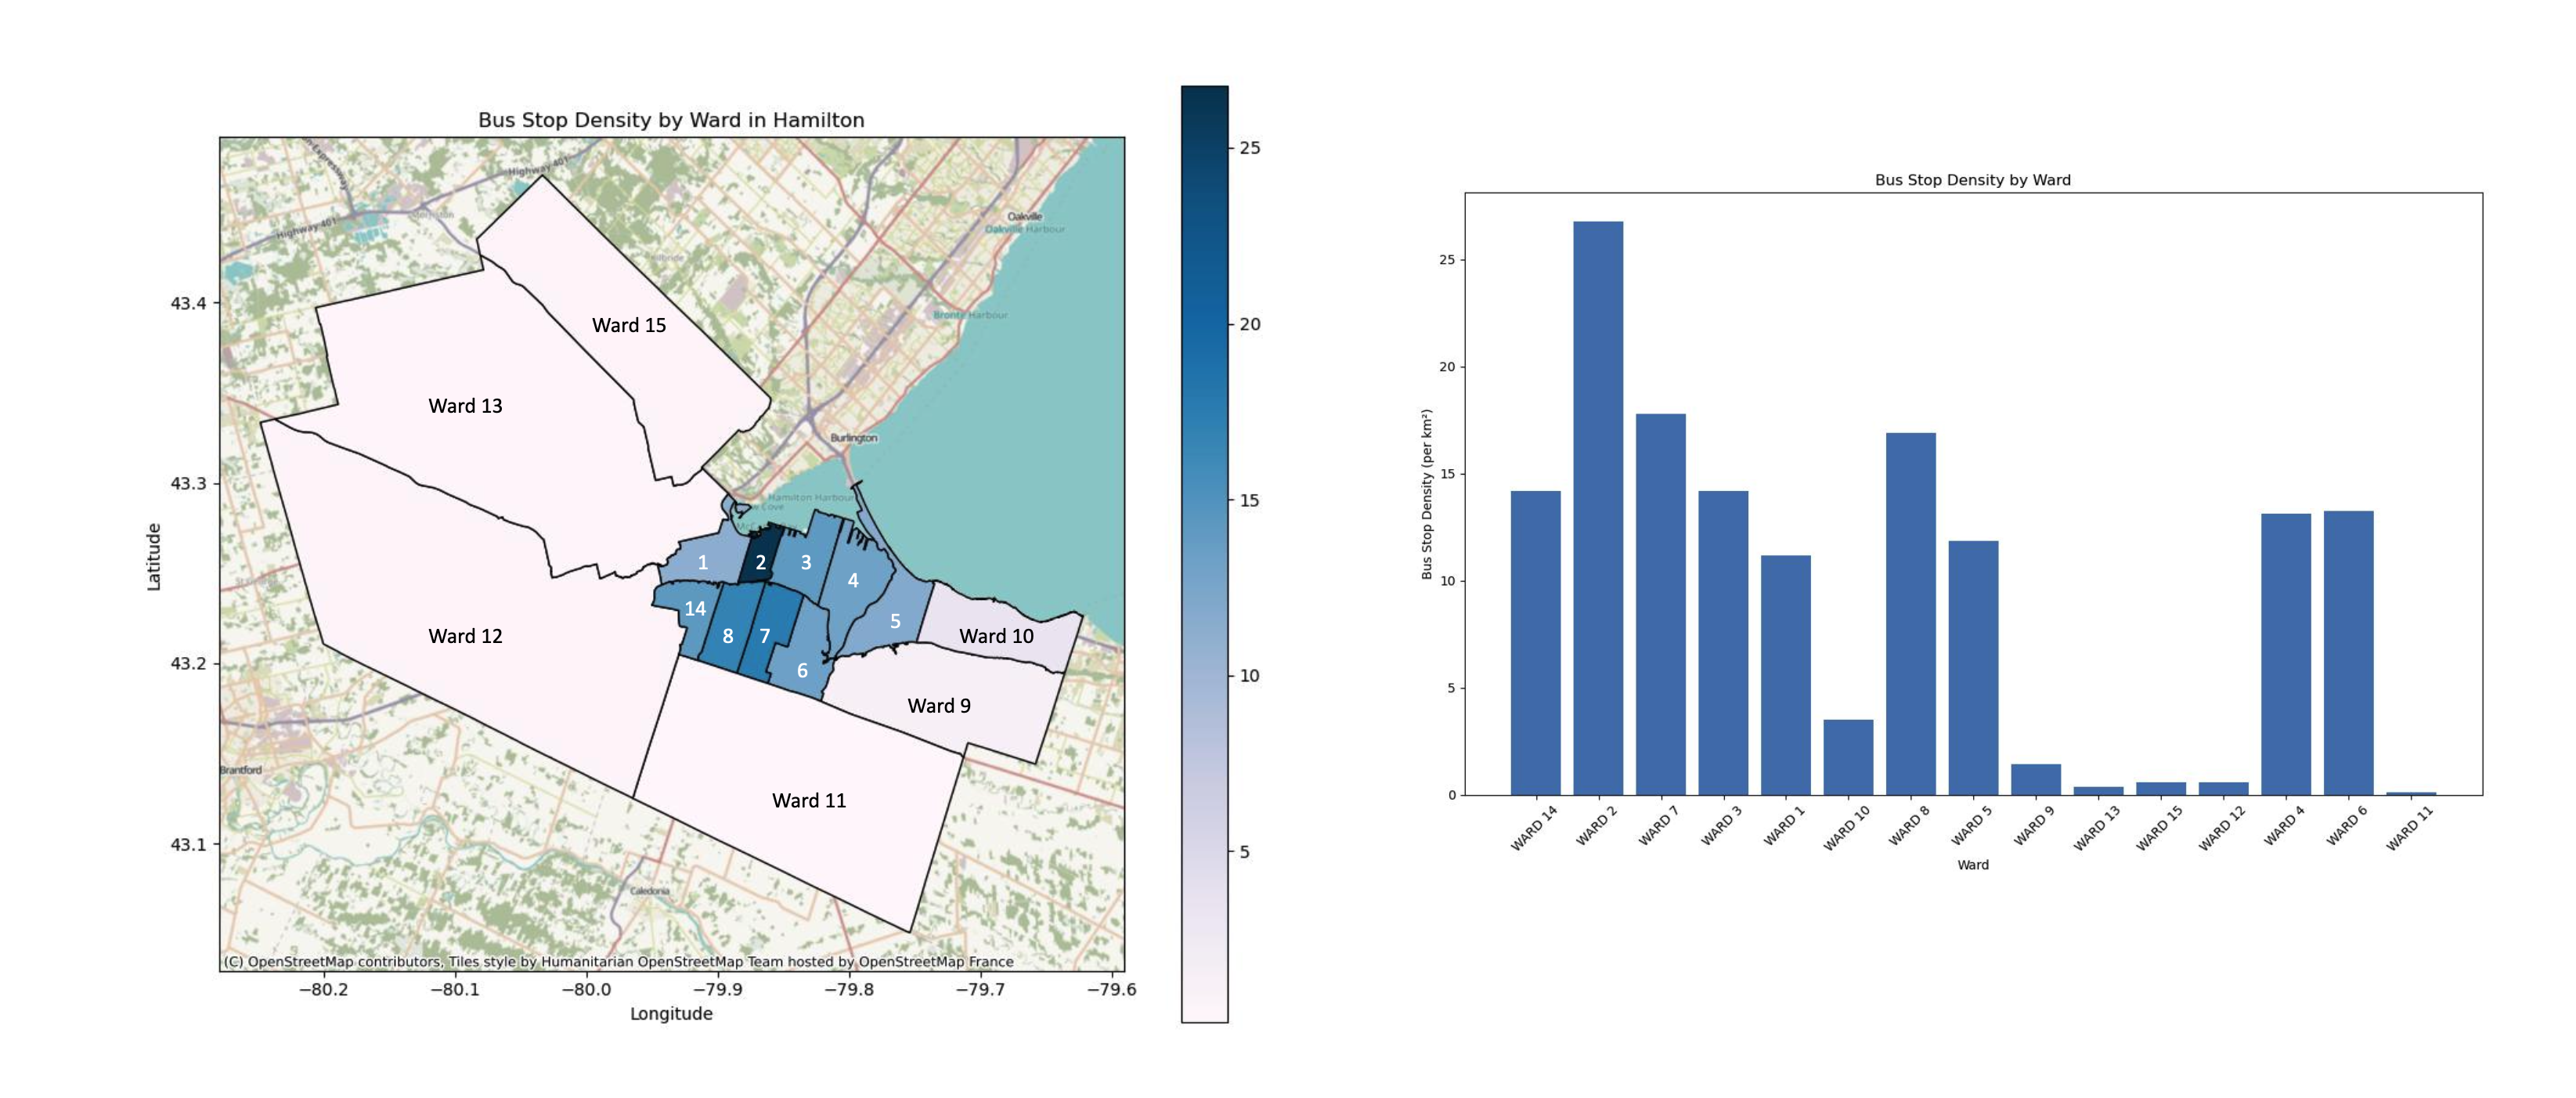 Bus Stop Density by Ward in Hamilton
Highway 401
Highway 401
Morriston
Kilbride
Oakville
Oakville Harbour
Bronte Harbour
Burlington
Hamilton Harbour
Ward 15
Ward 13
Ward 12
1
2
3
4
5
14
8
7
6
Ward 10
Ward 9
Ward 11
Brantford
Caledonia
(C) OpenStreetMap contributors, Tiles style by Humanitarian OpenStreetMap Team hosted by OpenStreetMap France
43.4
43.3
43.2
43.1
Latitude
−80.2 −80.1 −80.0 −79.9 −79.8 −79.7 −79.6
Longitude
25
20
15
10
5
Bus Stop Density by Ward
Bus Stop Density (per km²)
25
20
15
10
5
0
WARD 14 WARD 2 WARD 7 WARD 3 WARD 1 WARD 10 WARD 8 WARD 5 WARD 9 WARD 13 WARD 15 WARD 12 WARD 4 WARD 6 WARD 11
Ward